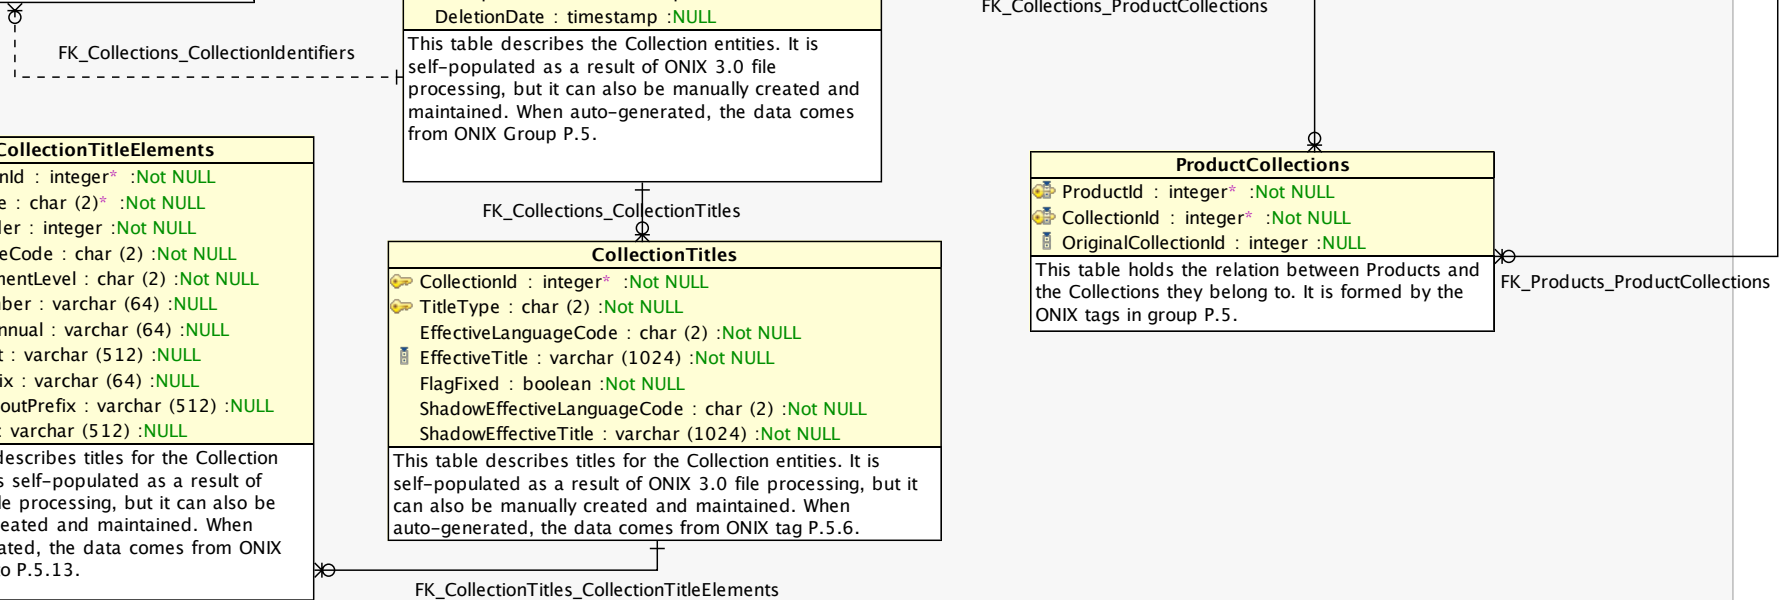 DeletionDate : timestamp :NULL
This table describes the Collection entities. It is
self-populated as a result of ONIX 3.0 file
processing, but it can also be manually created and
maintained. When auto-generated, the data comes
from ONIX Group P.5.
FK_Collections_CollectionIdentifiers
FK_Collections_ProductCollections
CollectionTitleElements
nId : integer* :Not NULL
e : char (2)* :Not NULL
der : integer :Not NULL
eCode : char (2) :Not NULL
mentLevel : char (2) :Not NULL
nber : varchar (64) :NULL
nnual : varchar (64) :NULL
t : varchar (512) :NULL
ix : varchar (64) :NULL
outPrefix : varchar (512) :NULL
: varchar (512) :NULL
describes titles for the Collection
s self-populated as a result of
le processing, but it can also be
eated and maintained. When
ated, the data comes from ONIX
o P.5.13.
FK_Collections_CollectionTitles
CollectionTitles
CollectionId : integer* :Not NULL
TitleType : char (2) :Not NULL
EffectiveLanguageCode : char (2) :Not NULL
EffectiveTitle : varchar (1024) :Not NULL
FlagFixed : boolean :Not NULL
ShadowEffectiveLanguageCode : char (2) :Not NULL
ShadowEffectiveTitle : varchar (1024) :Not NULL
This table describes titles for the Collection entities. It is
self-populated as a result of ONIX 3.0 file processing, but it
can also be manually created and maintained. When
auto-generated, the data comes from ONIX tag P.5.6.
FK_CollectionTitles_CollectionTitleElements
ProductCollections
ProductId : integer* :Not NULL
CollectionId : integer* :Not NULL
OriginalCollectionId : integer :NULL
This table holds the relation between Products and
the Collections they belong to. It is formed by the
ONIX tags in group P.5.
FK_Products_ProductCollections